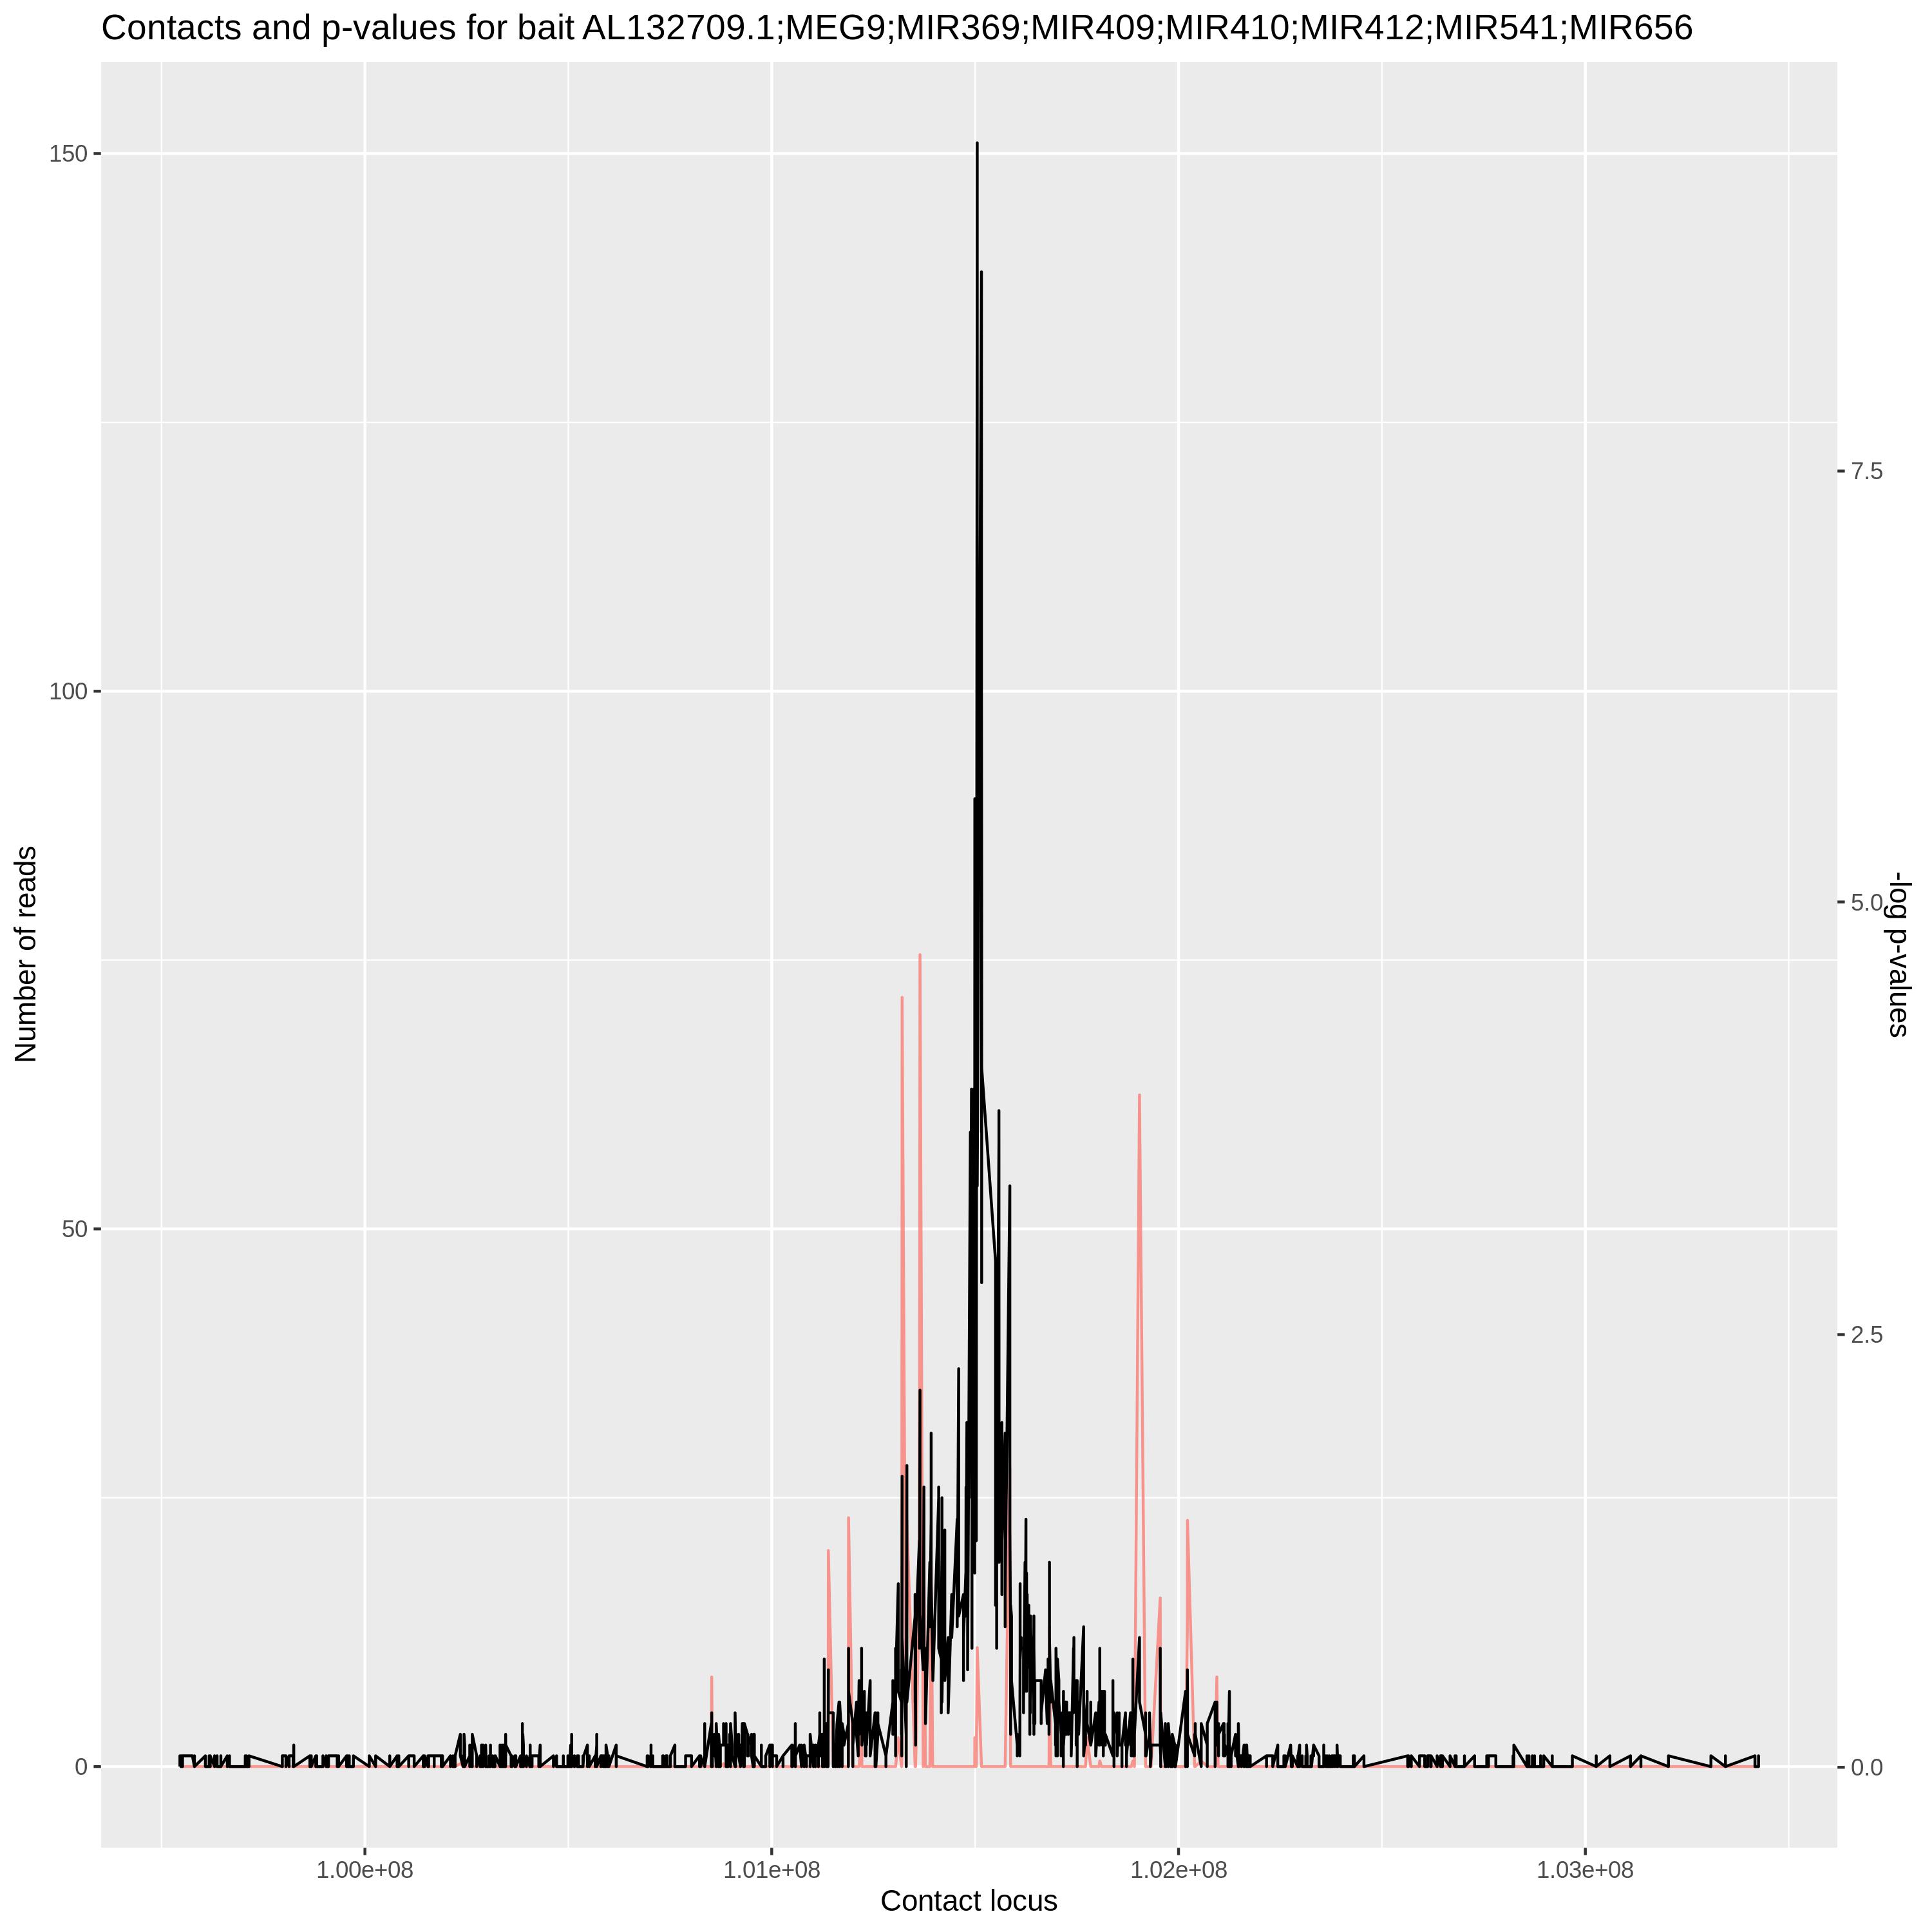 Contacts and p-values for bait AL132709.1;MEG9;MIR369;MIR409;MIR410;MIR412;MIR541;MIR656
150
100
50
0
Number of reads
7.5
5.0
2.5
0.0
-log p-values
1.00e+08
1.01e+08
1.02e+08
1.03e+08
Contact locus